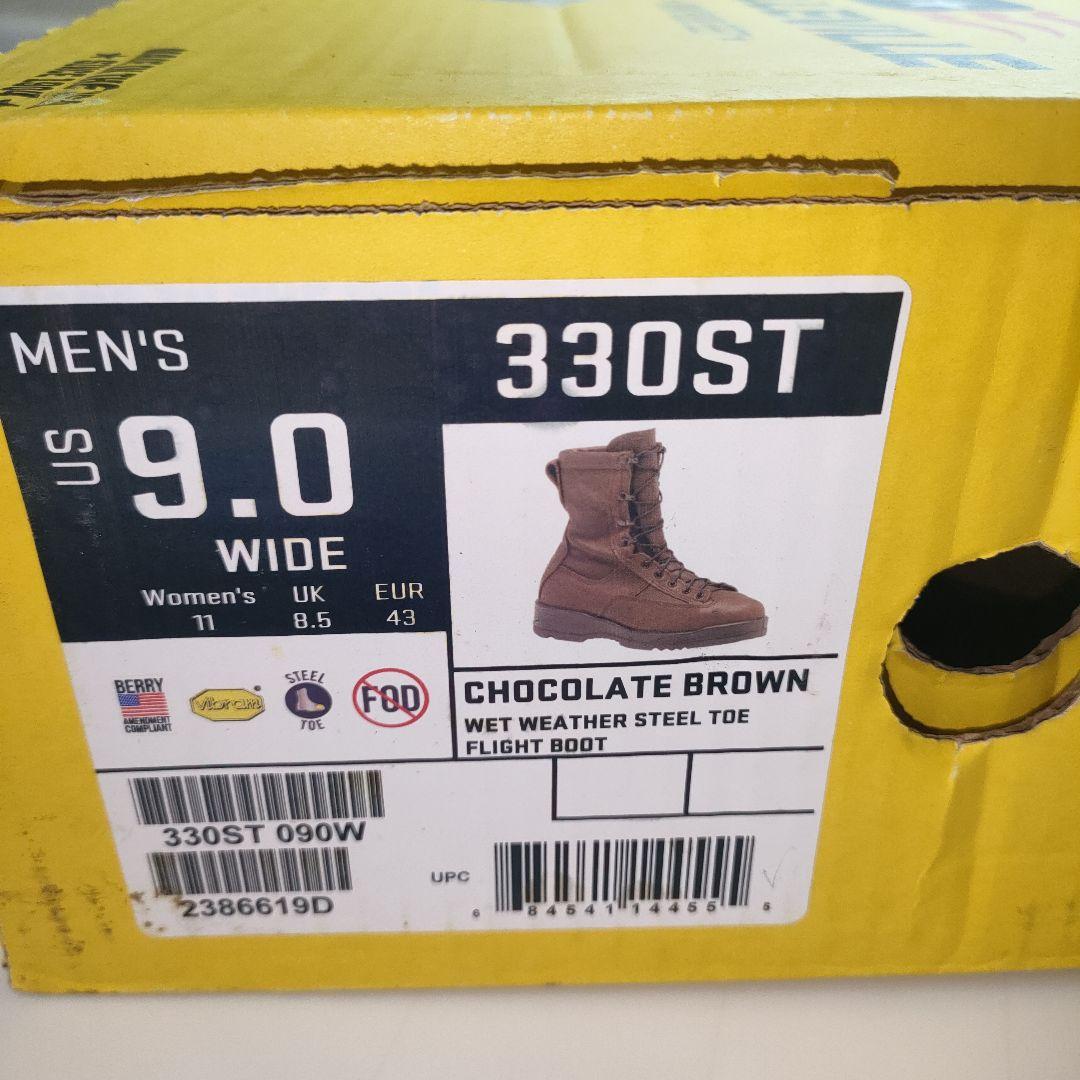 MEN'S
330ST
US
9.0
WIDE
Women's UK EUR
11 8.5 43
BERRY
AMENDMENT
COMPLIANT
vibram®
STEEL
TOE
FOD
CHOCOLATE BROWN
WET WEATHER STEEL TOE
FLIGHT BOOT
330ST 090W
2386619D
UPC
6 84541 14455 5